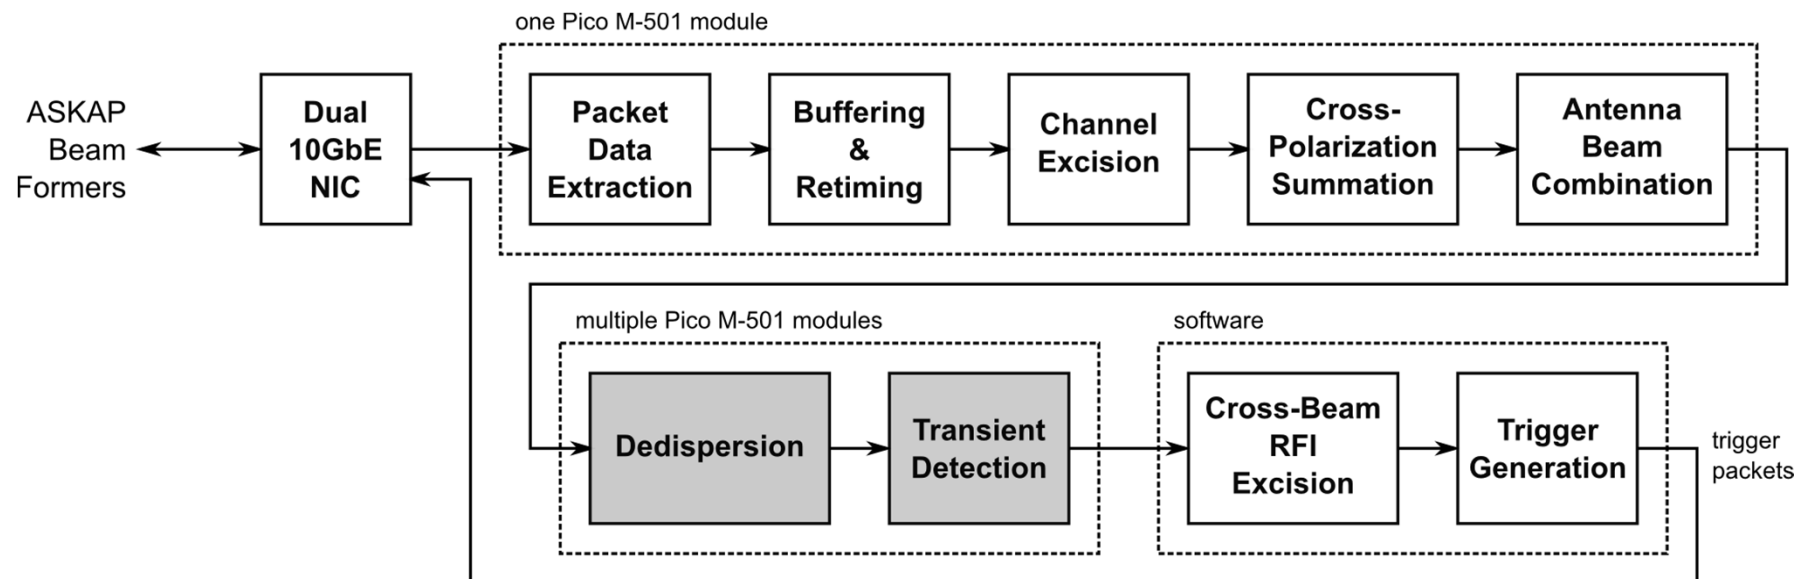 one Pico M-501 module
ASKAP
Beam
Formers
Dual
10GbE
NIC
Packet
Data
Extraction
Buffering
&
Retiming
Channel
Excision
Cross-
Polarization
Summation
Antenna
Beam
Combination
multiple Pico M-501 modules
software
Dedispersion
Transient
Detection
Cross-Beam
RFI
Excision
Trigger
Generation
trigger
packets